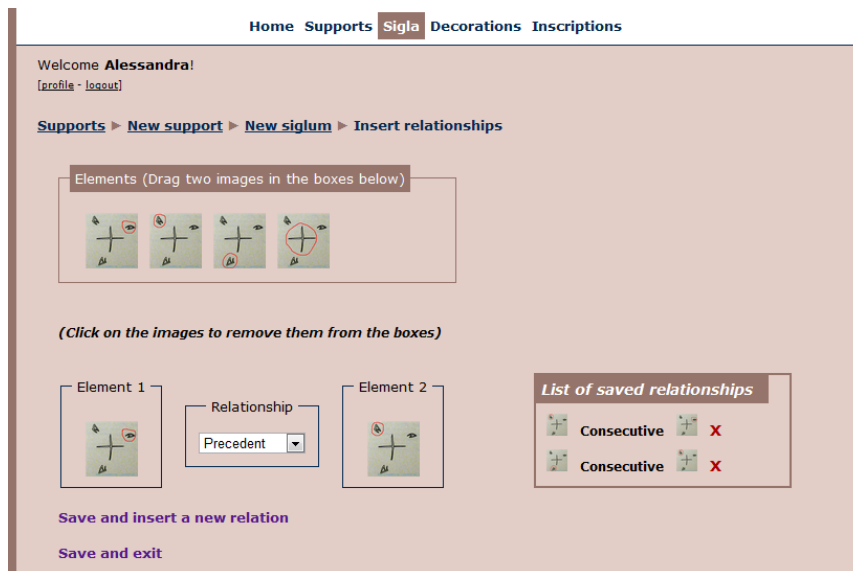 Home Supports Sigla Decorations Inscriptions
Welcome Alessandra!
[profile - logout]
Supports ► New support ► New siglum ► Insert relationships
Elements (Drag two images in the boxes below)
(Click on the images to remove them from the boxes)
Element 1
Relationship
Precedent
Element 2
List of saved relationships
Consecutive X
Consecutive X
Save and insert a new relation
Save and exit